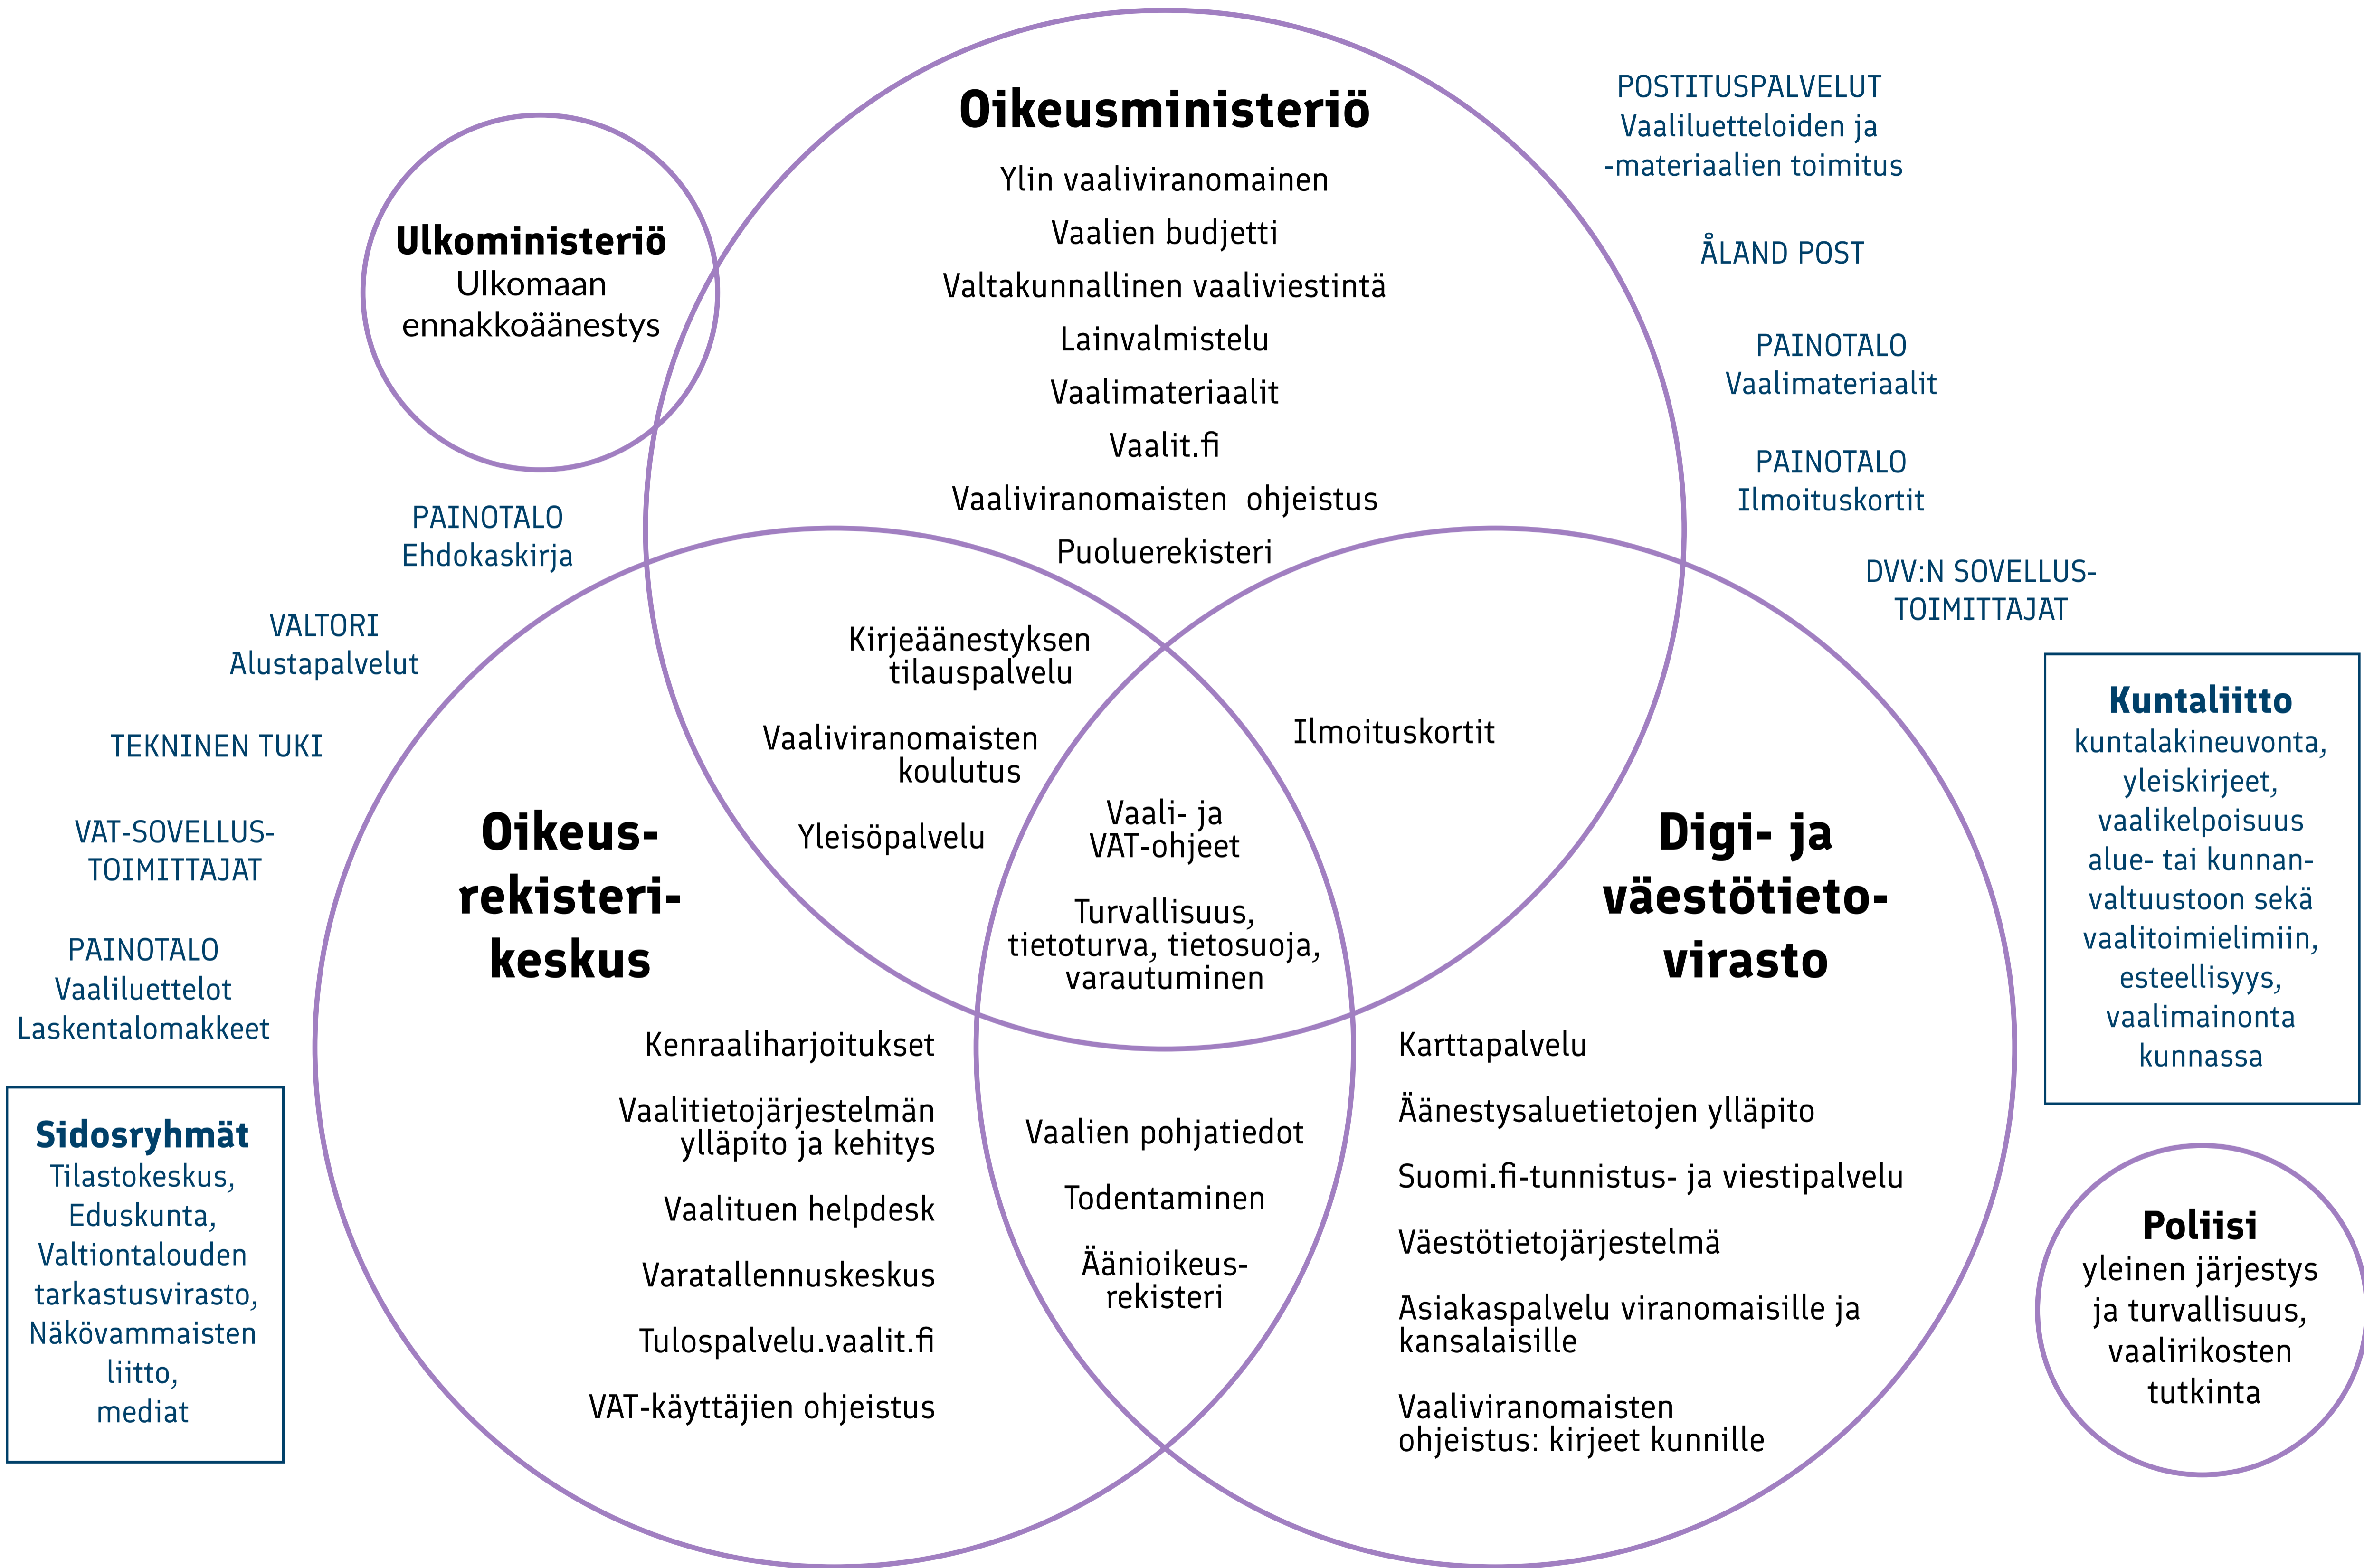 Oikeusministeriö
Ylin vaaliviranomainen
Vaalien budjetti
Valtakunnallinen vaaliviestintä
Lainvalmistelu
Vaalimateriaalit
Vaalit.fi
Vaaliviranomaisten ohjeistus
Puoluerekisteri
Ulkoministeriö
Ulkomaan
ennakkoäänestys
POSTITUSPALVELUT
Vaaliluetteloiden ja
-materiaalien toimitus
ÅLAND POST
PAINOTALO
Vaalimateriaalit
PAINOTALO
Ilmoituskortit
DVV:N SOVELLUS-
TOIMITTAJAT
PAINOTALO
Ehdokaskirja
VALTORI
Alustapalvelut
TEKNINEN TUKI
VAT-SOVELLUS-
TOIMITTAJAT
PAINOTALO
Vaaliluettelot
Laskentalomakkeet
Sidosryhmät
Tilastokeskus,
Eduskunta,
Valtiontalouden
tarkastusvirasto,
Näkövammaisten
liitto,
mediat
Kirjeäänestyksen
tilauspalvelu
Vaaliviranomaisten
koulutus
Yleisöpalvelu
Ilmoituskortit
Vaali- ja
VAT-ohjeet
Turvallisuus,
tietoturva, tietosuoja,
varautuminen
Oikeus-
rekisteri-
keskus
Kenraaliharjoitukset
Vaalitietojärjestelmän
ylläpito ja kehitys
Vaalituen helpdesk
Varatallennuskeskus
Tulospalvelu.vaalit.fi
VAT-käyttäjien ohjeistus
Vaalien pohjatiedot
Todentaminen
Äänioikeus-
rekisteri
Digi- ja
väestötieto-
virasto
Karttapalvelu
Äänestysaluetietojen ylläpito
Suomi.fi-tunnistus- ja viestipalvelu
Väestötietojärjestelmä
Asiakaspalvelu viranomaisille ja
kansalaisille
Vaaliviranomaisten
ohjeistus: kirjeet kunnille
Kuntaliitto
kuntalakineuvonta,
yleiskirjeet,
vaalikelpoisuus
alue- tai kunnan-
valtuustoon sekä
vaalitoimielimiin,
esteellisyys,
vaalimainonta
kunnassa
Poliisi
yleinen järjestys
ja turvallisuus,
vaalirikosten
tutkinta